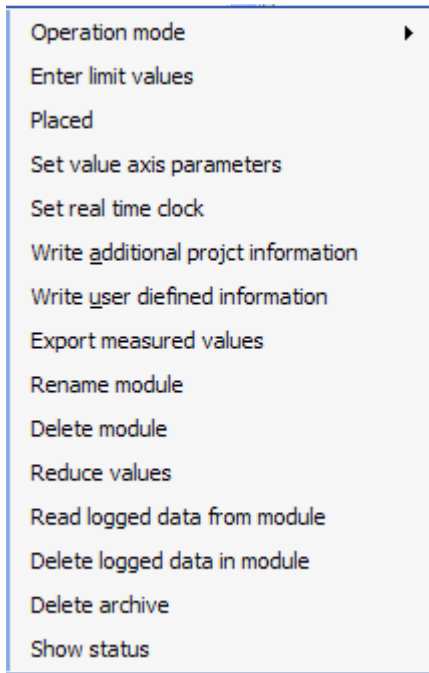 Operation mode
Enter limit values
Placed
Set value axis parameters
Set real time clock
Write additional projct information
Write user diefined information
Export measured values
Rename module
Delete module
Reduce values
Read logged data from module
Delete logged data in module
Delete archive
Show status